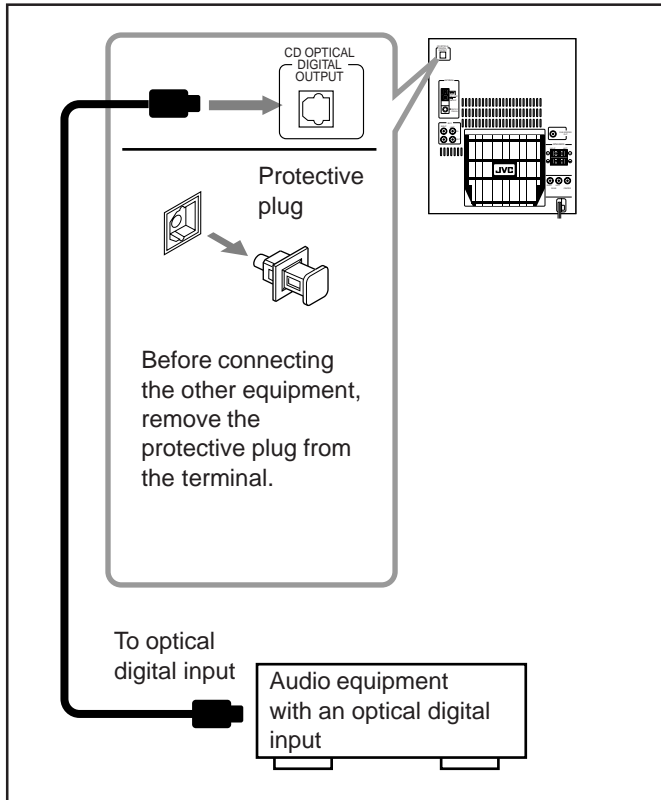 CD OPTICAL
DIGITAL
OUTPUT
Protective
plug
JVC
Before connecting
the other equipment,
remove the
protective plug from
the terminal.
To optical
digital input
Audio equipment
with an optical digital
input